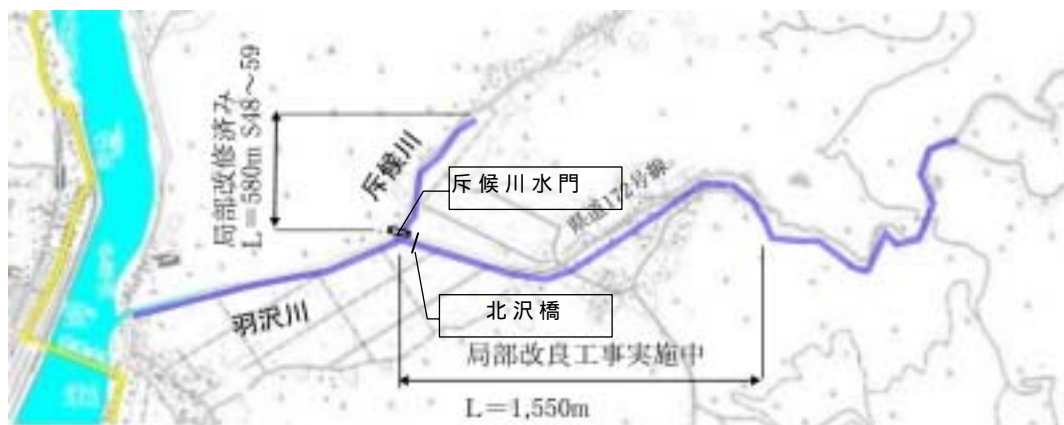 局部改修済み
L=580m S48~59
斥候川
斥候川水門
県道172号線
北沢橋
羽沢川
局部改良工事実施中
L=1,550m